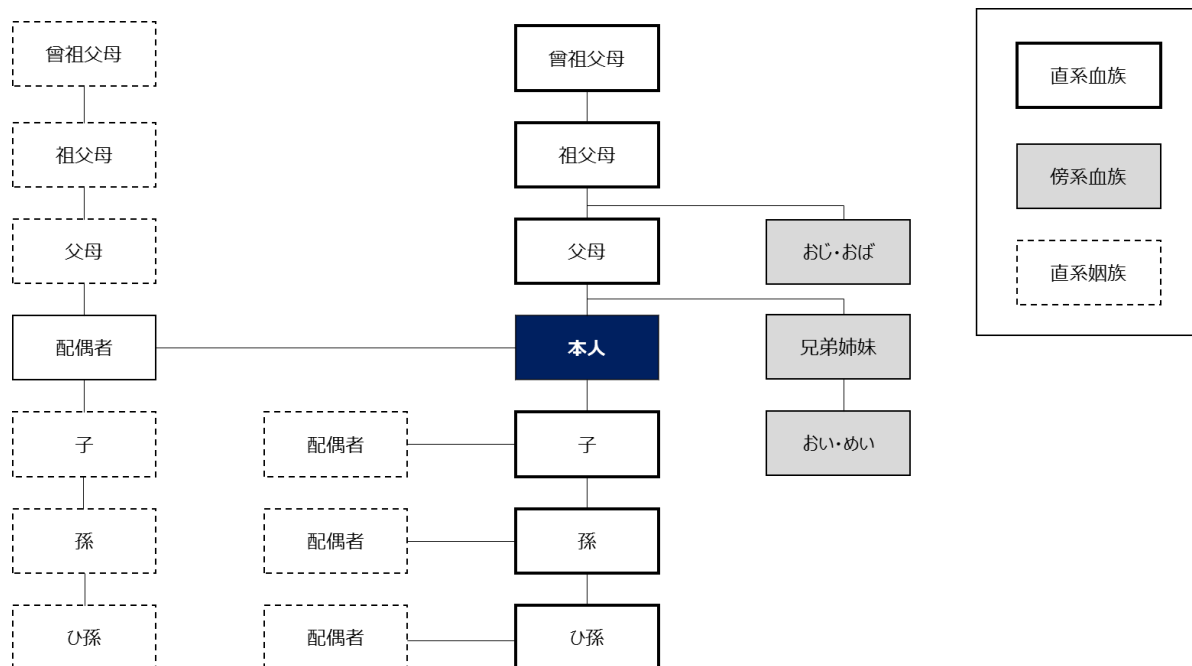 曾祖父母
曾祖父母
直系血族
祖父母
祖父母
傍系血族
父母
父母
おじ・おば
直系姻族
配偶者
本人
兄弟姉妹
子
配偶者
子
おい・めい
孫
配偶者
孫
ひ孫
配偶者
ひ孫